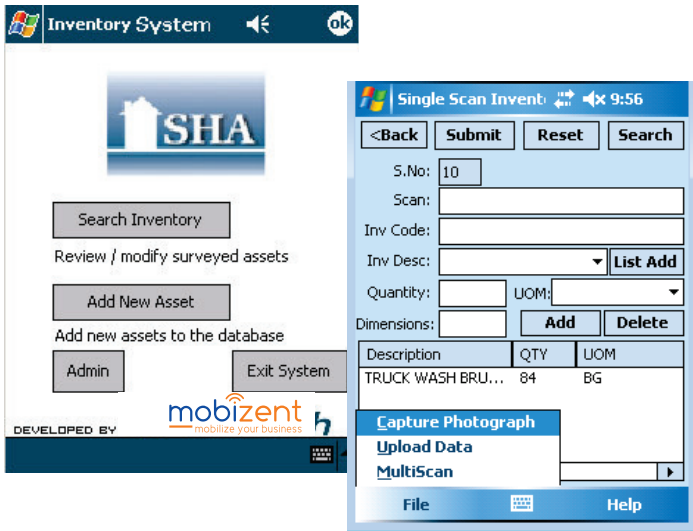 Inventory System
ok
SHA
Search Inventory
Review / modify surveyed assets
Add New Asset
Add new assets to the database
Admin
Exit System
DEVELOPED BY
mobizent
mobilize your business
Single Scan Invent
9:56
<Back
Submit
Reset
Search
S.No: 10
Scan:
Inv Code:
Inv Desc:
List Add
Quantity:
UOM:
Dimensions:
Add
Delete
Description QTY UOM
TRUCK WASH BRU... 84 BG
Capture Photograph
Upload Data
MultiScan
File
Help